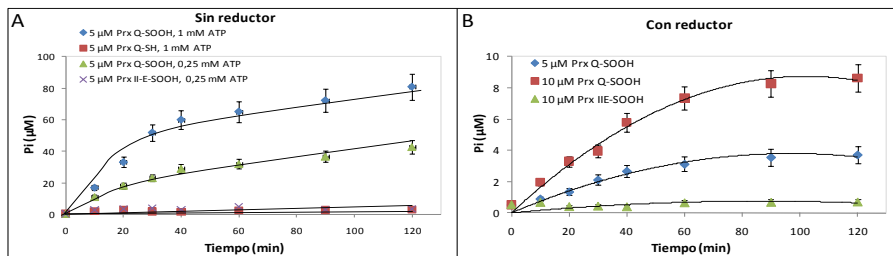 A
Sin reductor
5 µM Prx Q-SOOH, 1 mM ATP
5 µM Prx Q-SH, 1 mM ATP
5 µM Prx Q-SOOH, 0,25 mM ATP
5 µM Prx II-E-SOOH, 0,25 mM ATP
Pi (µM)
100
80
60
40
20
0
0
20
40
60
80
100
120
Tiempo (min)
B
Con reductor
5 µM Prx Q-SOOH
10 µM Prx Q-SOOH
10 µM Prx IIE-SOOH
Pi (µM)
10
8
6
4
2
0
0
20
40
60
80
100
120
Tiempo (min)